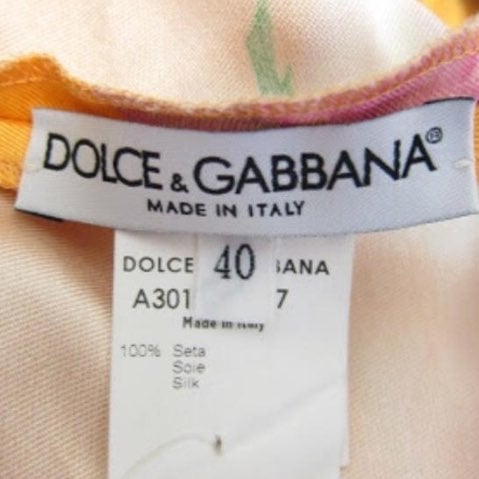 DOLCE & GABBANA®
MADE IN ITALY
40
DOLCE BANA
A301 7
Made in Italy
100% Seta
Soie
Silk